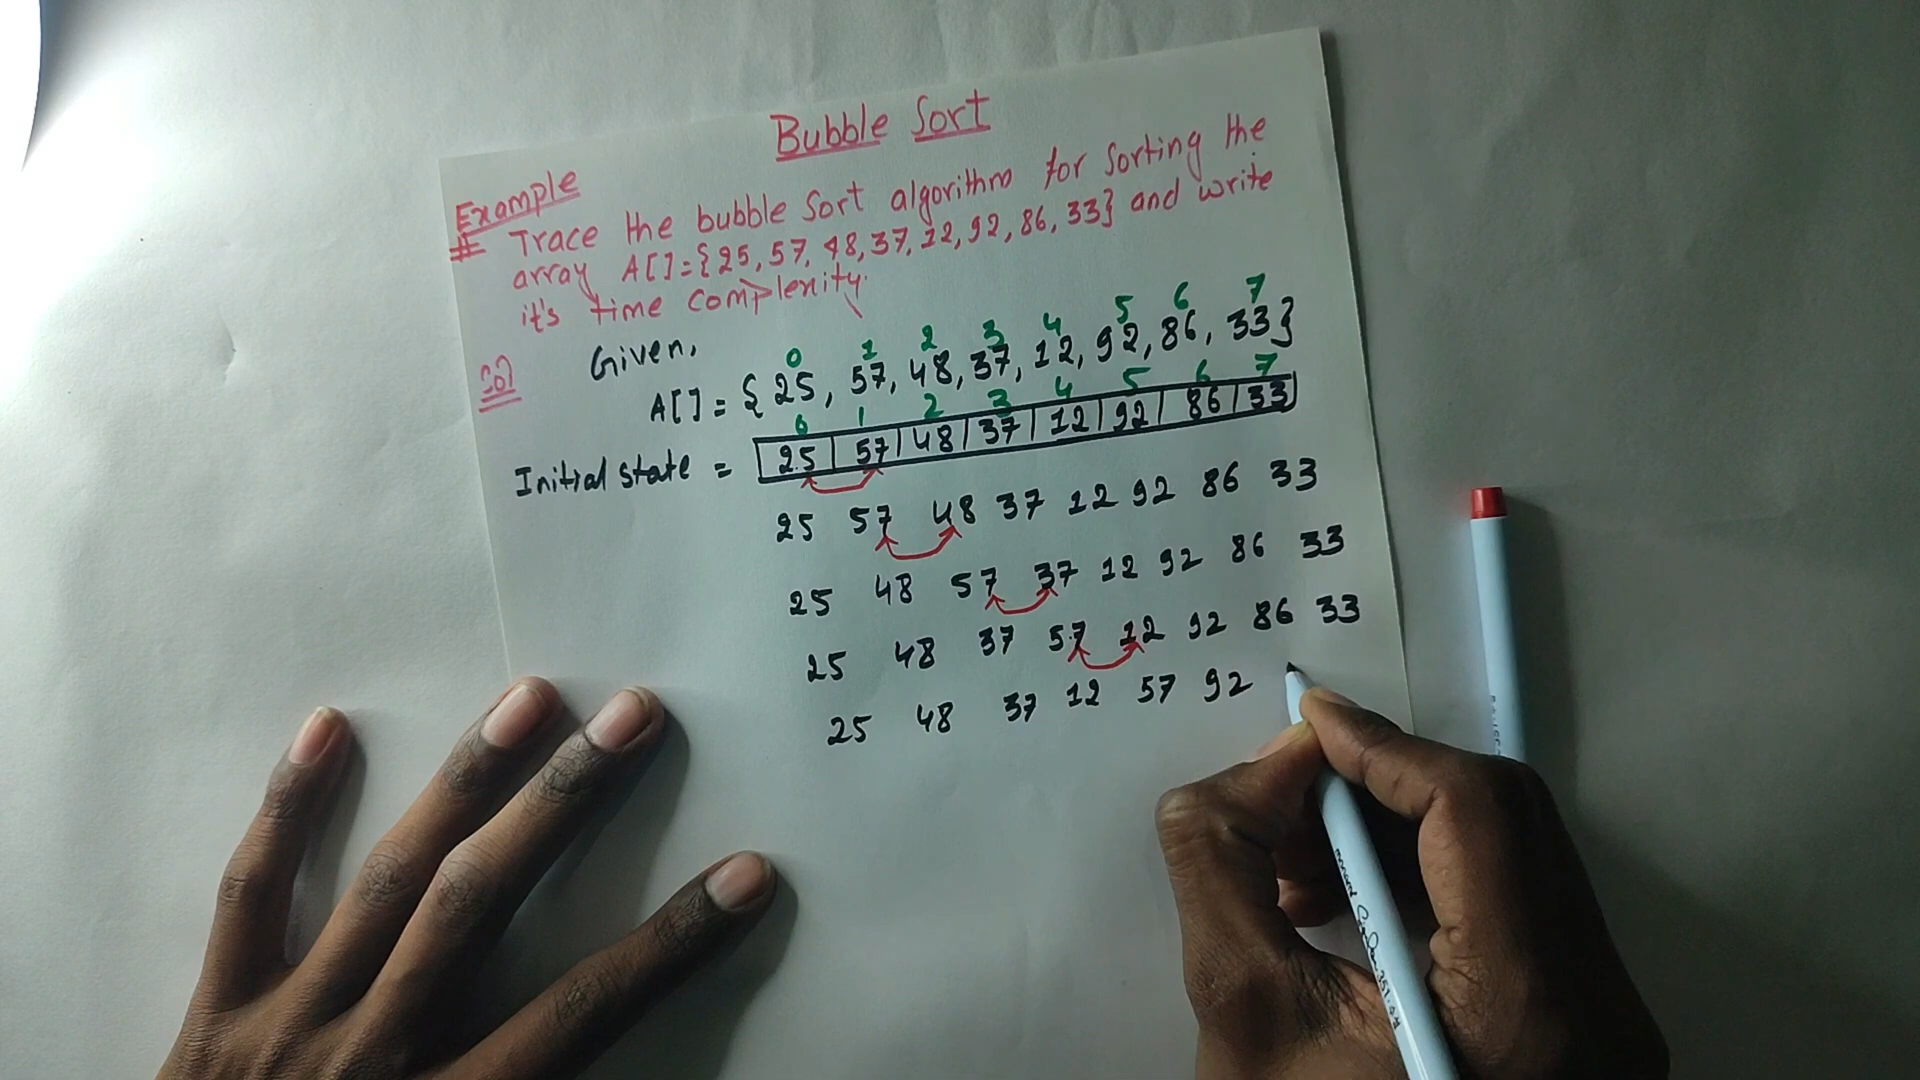 Bubble Sort
Example
# Trace the bubble sort algorithm for sorting the
array A[]={25, 57, 48, 37, 12, 92, 86, 33} and write
it's time complexity.
Sol
Given,
0 1 2 3 4 5 6 7
A[] = {25, 57, 48, 37, 12, 92, 86, 33}
0 1 2 3 4 5 6 7
Initial state = 25 57 48 37 12 92 86 33
25 57 48 37 12 92 86 33
25 48 57 37 12 92 86 33
25 48 37 57 12 92 86 33
25 48 37 12 57 92